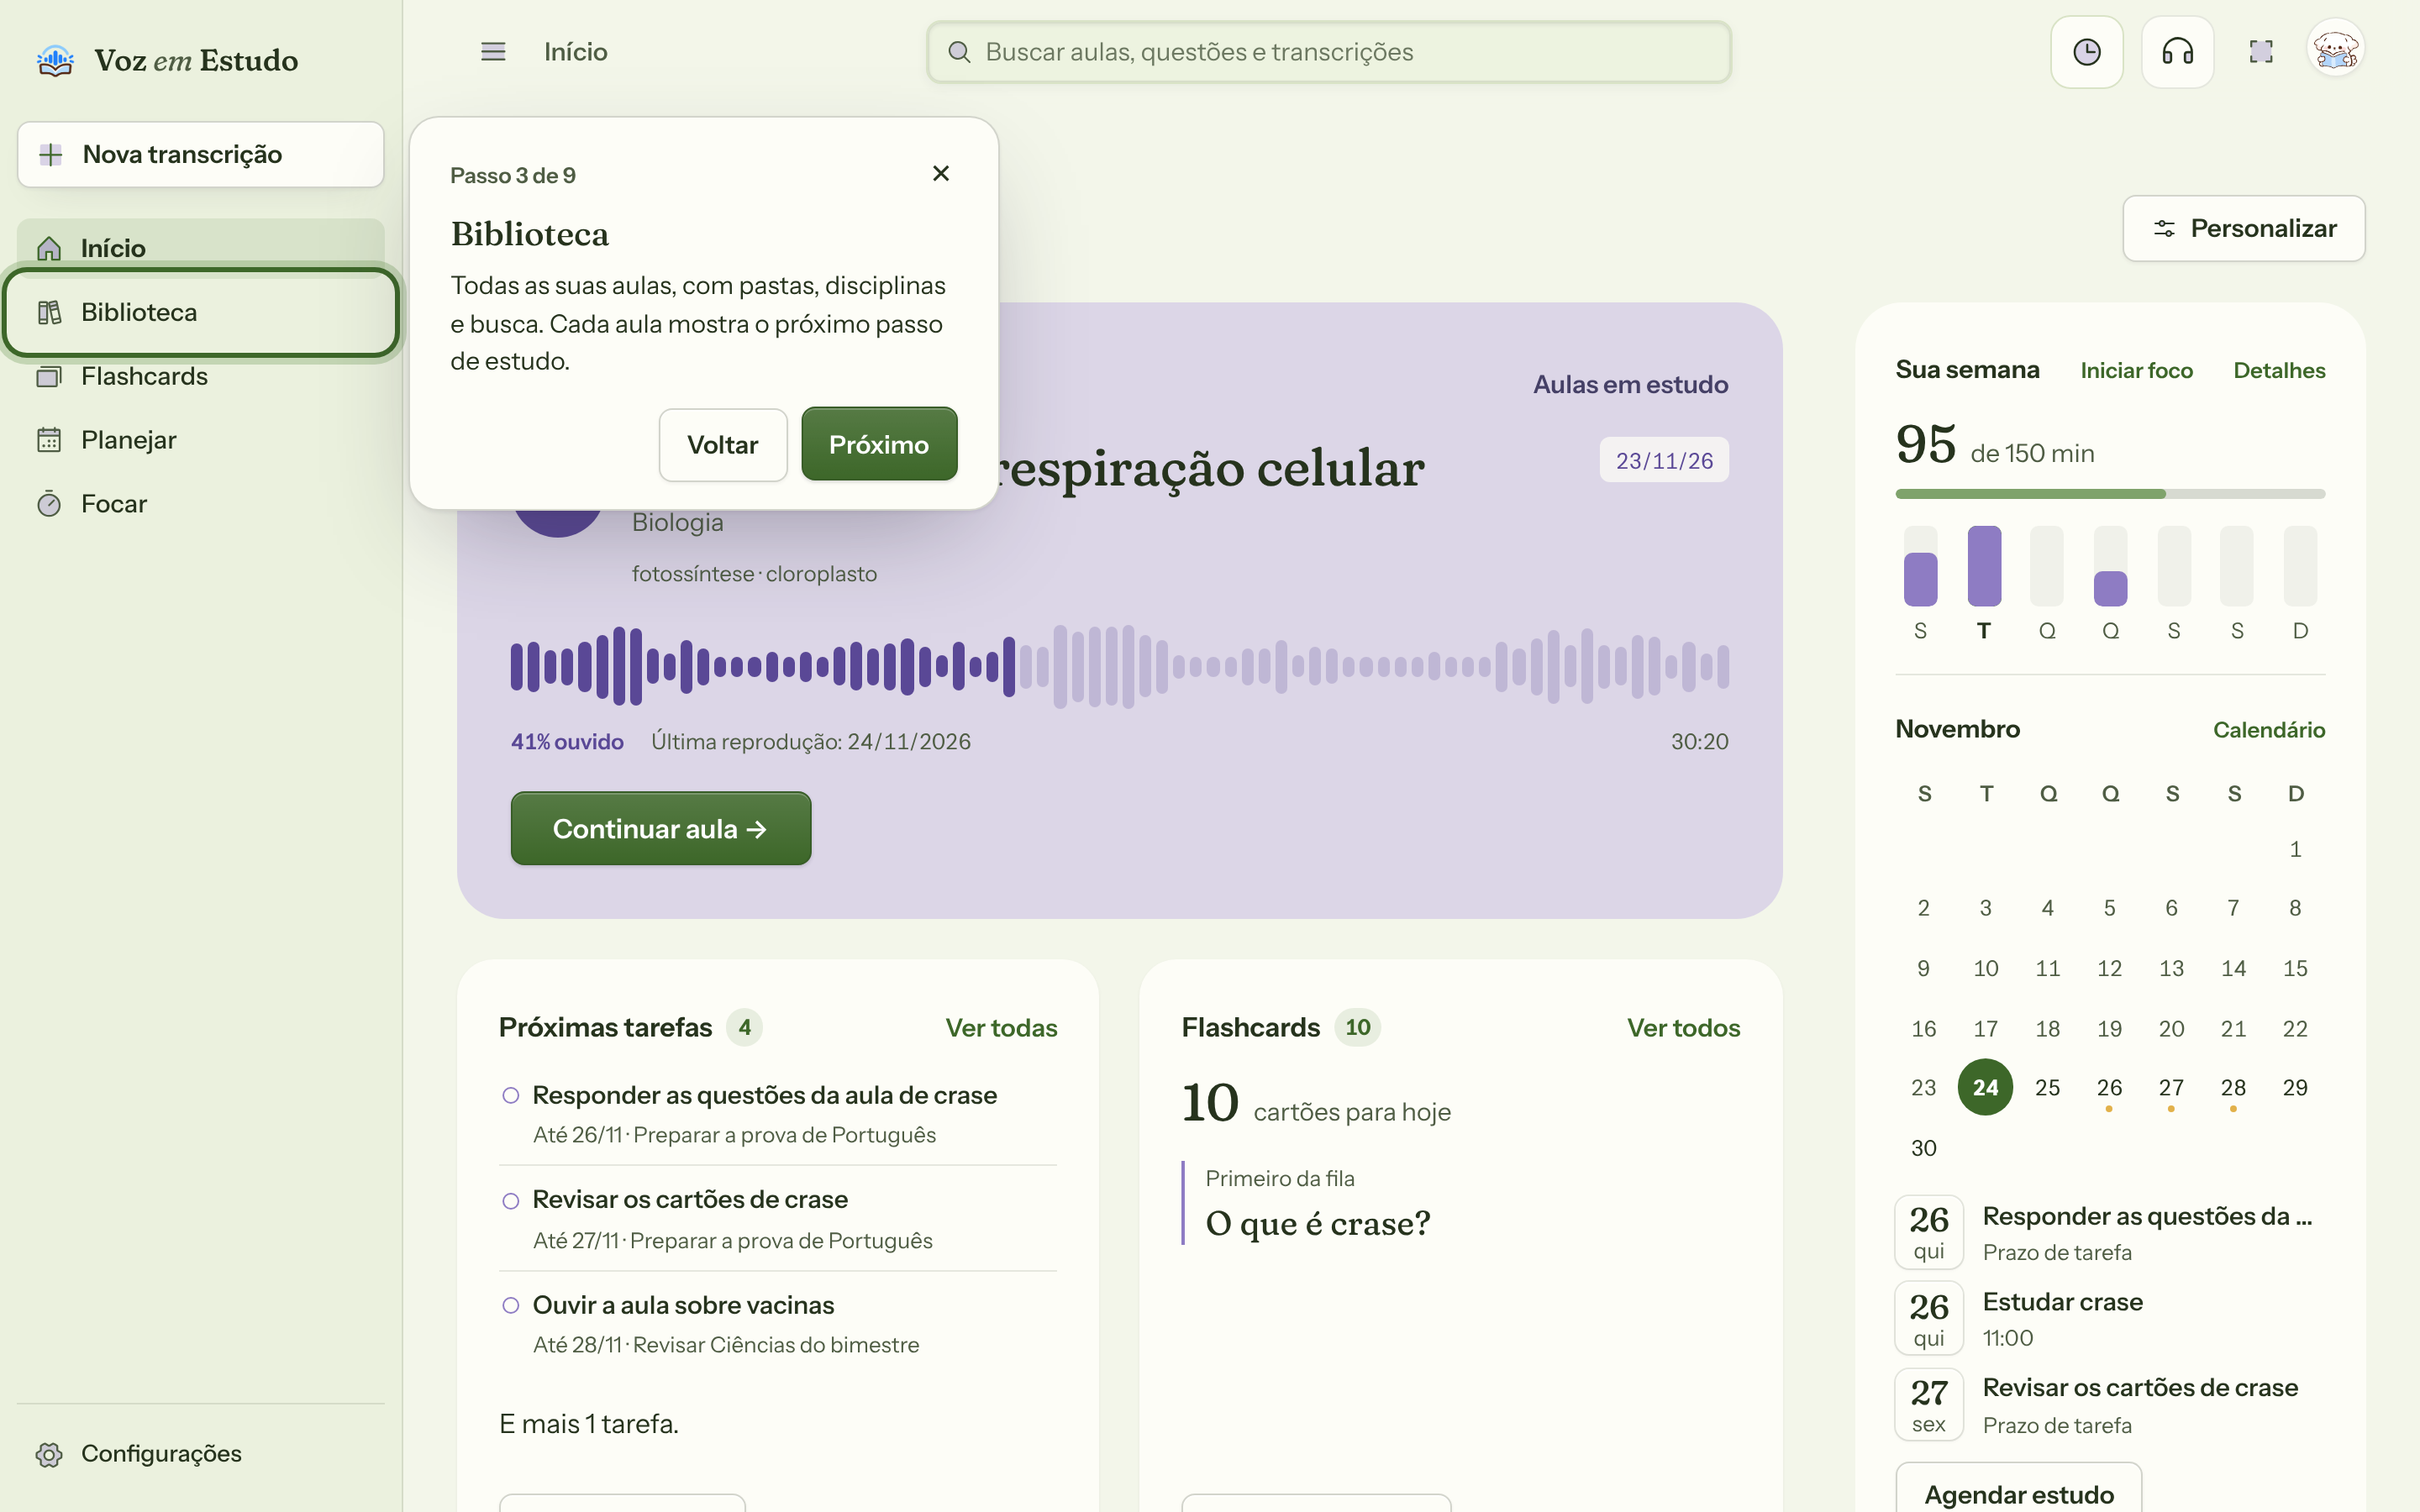 Voz em Estudo
Nova transcrição
Início
Biblioteca
Flashcards
Planejar
Focar
Configurações
Início
Buscar aulas, questões e transcrições
Passo 3 de 9
Biblioteca
Todas as suas aulas, com pastas, disciplinas
e busca. Cada aula mostra o próximo passo
de estudo.
Voltar
Próximo
Personalizar
Aulas em estudo
respiração celular
23/11/26
Biologia
fotossíntese · cloroplasto
41% ouvido
Última reprodução: 24/11/2026
30:20
Continuar aula →
Próximas tarefas 4
Ver todas
Responder as questões da aula de crase
Até 26/11 · Preparar a prova de Português
Revisar os cartões de crase
Até 27/11 · Preparar a prova de Português
Ouvir a aula sobre vacinas
Até 28/11 · Revisar Ciências do bimestre
E mais 1 tarefa.
Flashcards 10
Ver todos
10 cartões para hoje
Primeiro da fila
O que é crase?
Sua semana
Iniciar foco
Detalhes
95 de 150 min
S T Q Q S S D
Novembro
Calendário
S T Q Q S S D
1
2 3 4 5 6 7 8
9 10 11 12 13 14 15
16 17 18 19 20 21 22
23 24 25 26 27 28 29
30
26 qui
Responder as questões da ...
Prazo de tarefa
26 qui
Estudar crase
11:00
27 sex
Revisar os cartões de crase
Prazo de tarefa
Agendar estudo